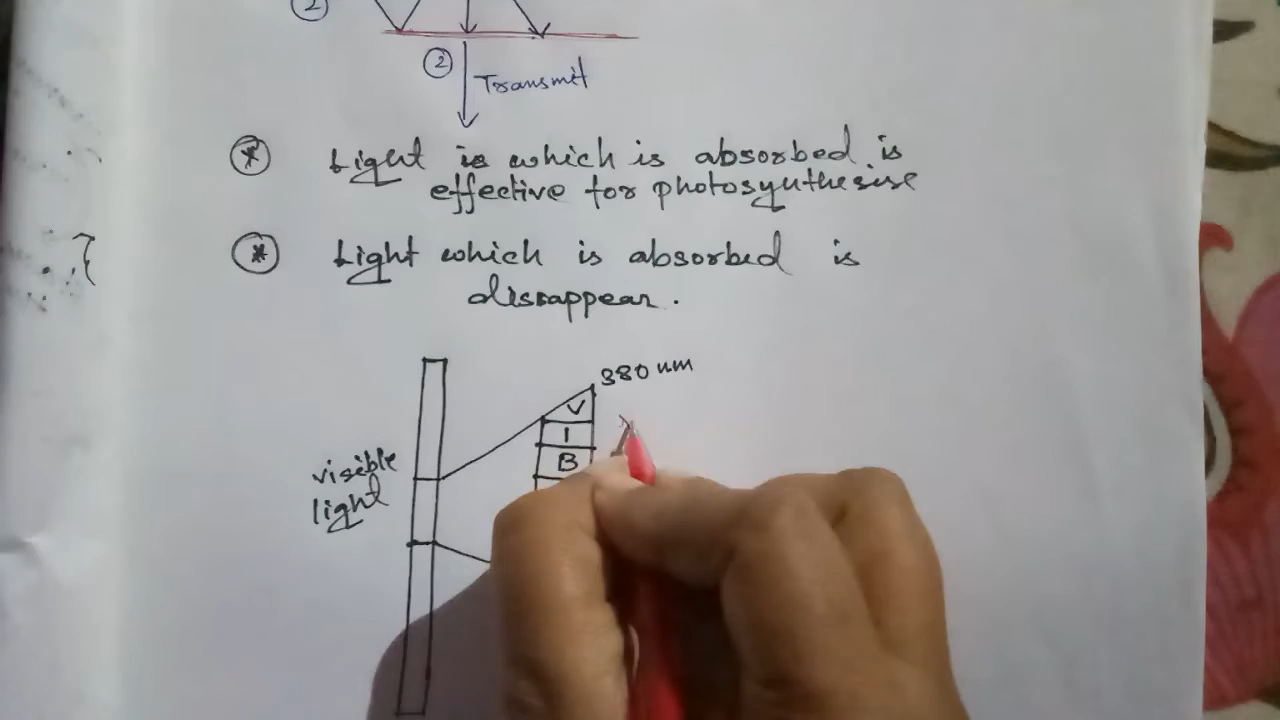 2
2 Transmit
* Light is which is absorbed is
effective for photosynthesise
* Light which is absorbed is
dissappear.
380 nm
V
I
B
visible
light